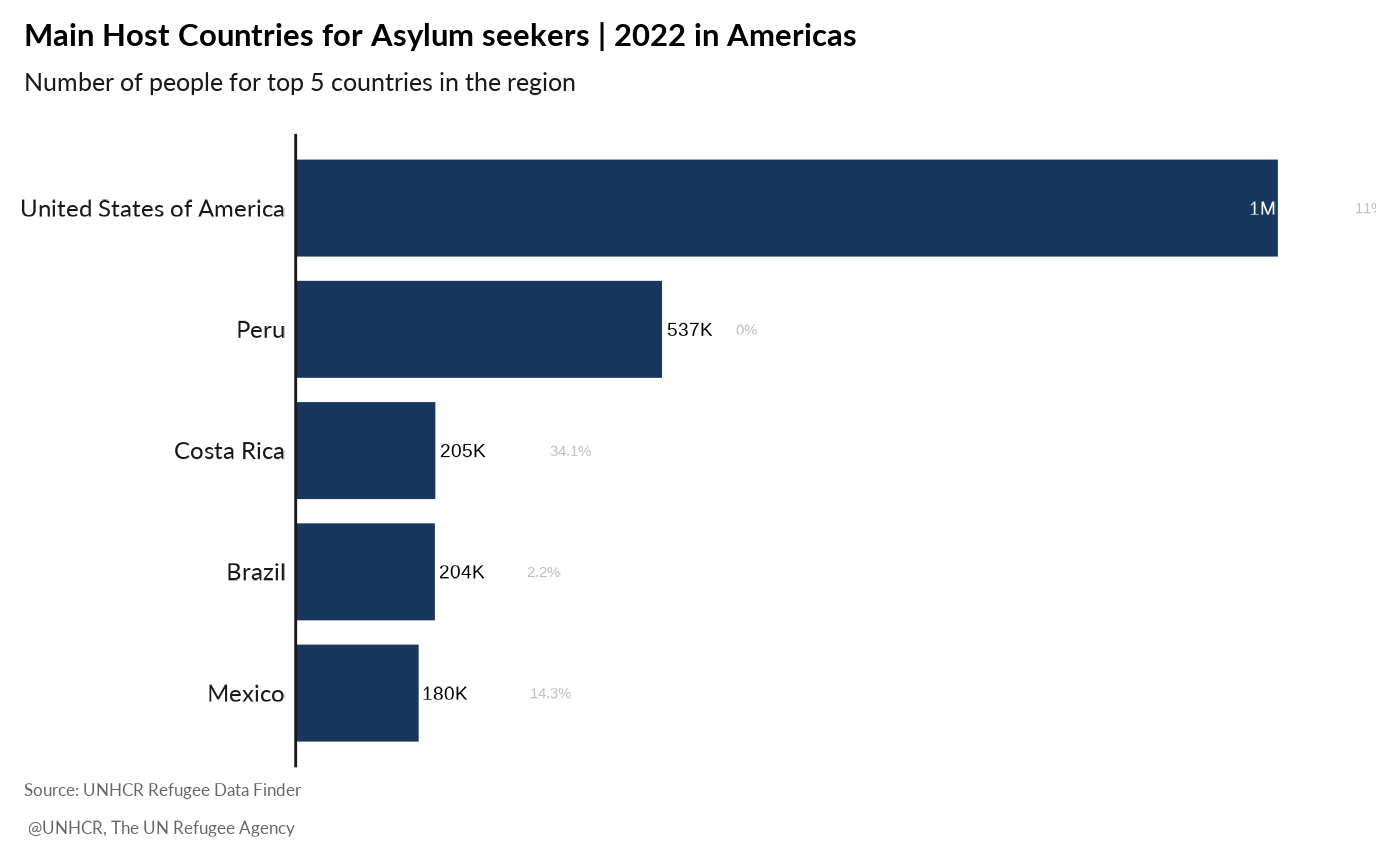 Main Host Countries for Asylum seekers | 2022 in Americas
Number of people for top 5 countries in the region
United States of America 1M 11%
Peru 537K 0%
Costa Rica 205K 34.1%
Brazil 204K 2.2%
Mexico 180K 14.3%
Source: UNHCR Refugee Data Finder
@UNHCR, The UN Refugee Agency